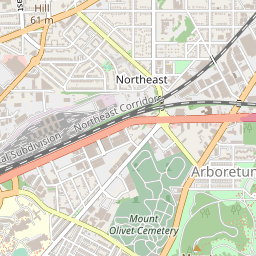 Hill
61 m
Northeast
Northeast Corridor
al Subdivision
Arboretum
Mount
Olivet Cemetery